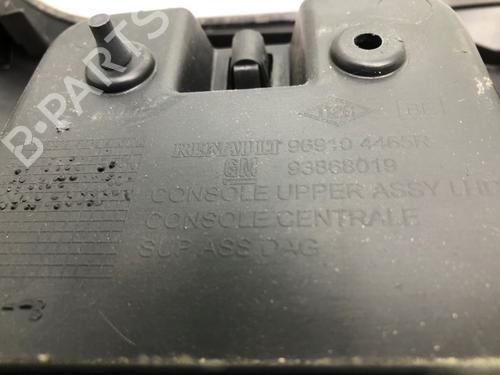 RENAULT 96910 4465R
GM 93868019
CONSOLE UPPER ASSY LHD
CONSOLE CENTRALE
SUP ASS DAG
B-PARTS